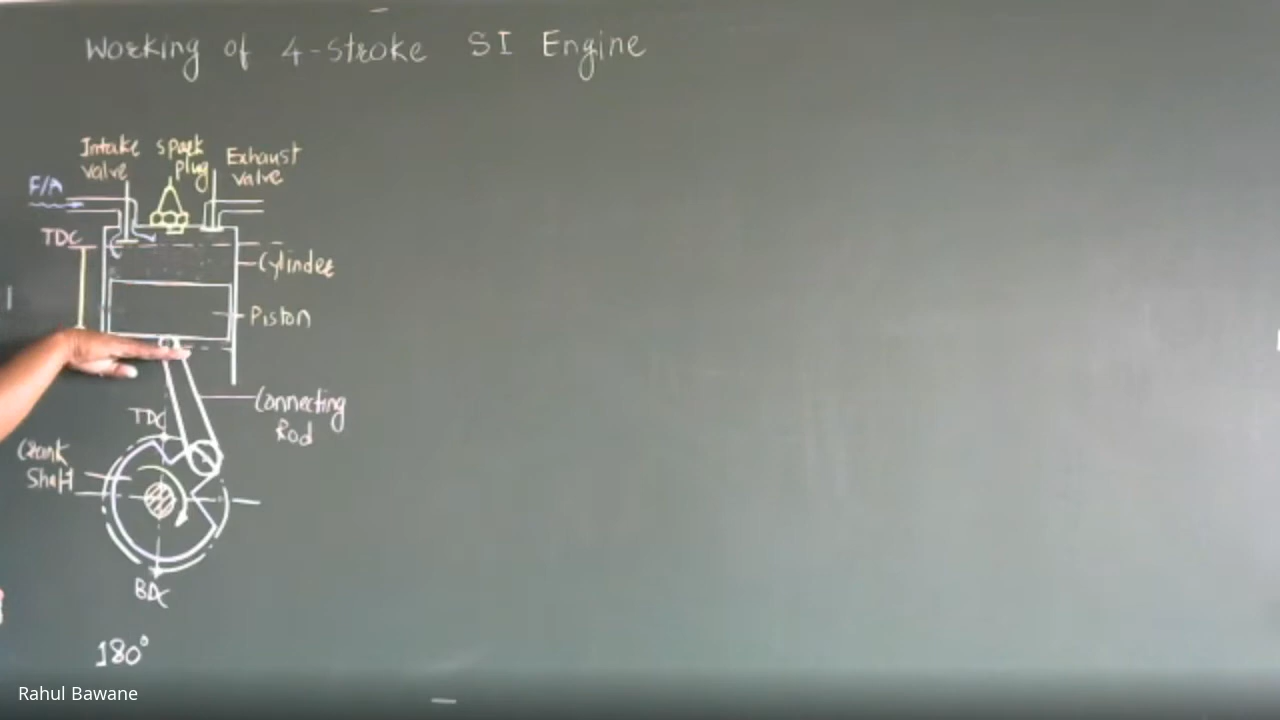 Working of 4-Stroke SI Engine
Intake
valve
Spark
plug
Exhaust
valve
F/A
TDC
Cylinder
Piston
Connecting
Rod
TDC
Crank
Shaft
BDC
180°
Rahul Bawane